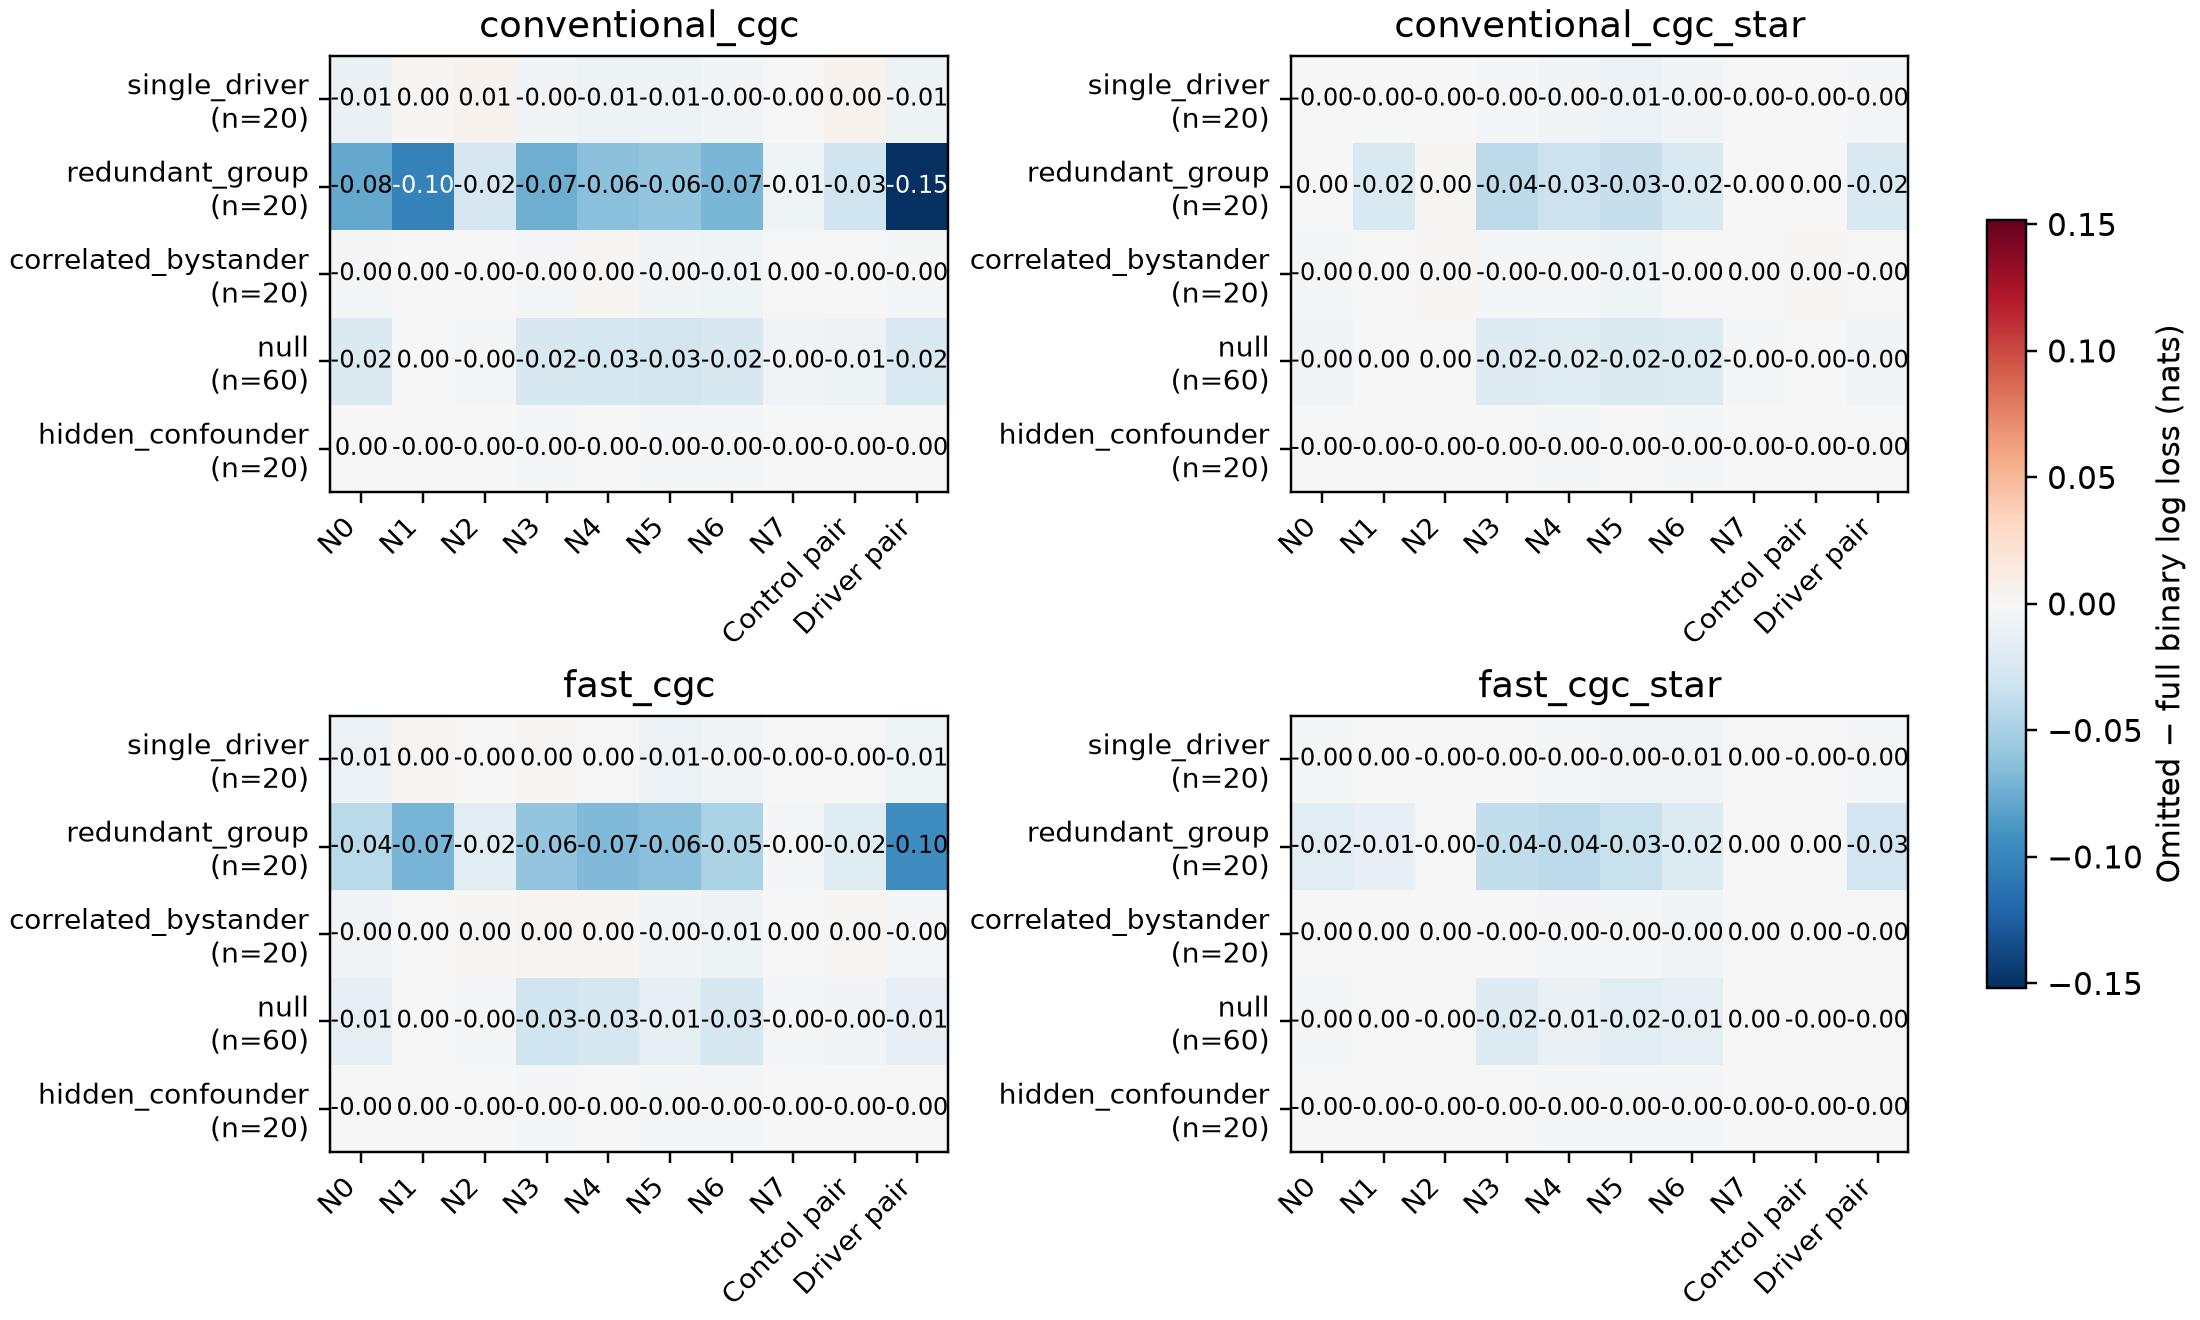 conventional_cgc
single_driver
(n=20)
-0.01 0.00 0.01 -0.00 -0.01 -0.01 -0.00 -0.00 0.00 -0.01
redundant_group
(n=20)
-0.08 -0.10 -0.02 -0.07 -0.06 -0.06 -0.07 -0.01 -0.03 -0.15
correlated_bystander
(n=20)
-0.00 0.00 -0.00 -0.00 0.00 -0.00 -0.01 0.00 -0.00 -0.00
null
(n=60)
-0.02 0.00 -0.00 -0.02 -0.03 -0.03 -0.02 -0.00 -0.01 -0.02
hidden_confounder
(n=20)
0.00 -0.00 -0.00 -0.00 -0.00 -0.00 -0.00 -0.00 -0.00 -0.00
N0 N1 N2 N3 N4 N5 N6 N7 Control pair Driver pair
conventional_cgc_star
single_driver
(n=20)
-0.00 -0.00 -0.00 -0.00 -0.00 -0.01 -0.00 -0.00 -0.00 -0.00
redundant_group
(n=20)
0.00 -0.02 0.00 -0.04 -0.03 -0.03 -0.02 -0.00 0.00 -0.02
correlated_bystander
(n=20)
-0.00 0.00 0.00 -0.00 -0.00 -0.01 -0.00 0.00 0.00 -0.00
null
(n=60)
-0.00 0.00 0.00 -0.02 -0.02 -0.02 -0.02 -0.00 -0.00 -0.00
hidden_confounder
(n=20)
-0.00 -0.00 -0.00 -0.00 -0.00 -0.00 -0.00 -0.00 -0.00 -0.00
N0 N1 N2 N3 N4 N5 N6 N7 Control pair Driver pair
fast_cgc
single_driver
(n=20)
-0.01 0.00 -0.00 0.00 0.00 -0.01 -0.00 -0.00 -0.00 -0.01
redundant_group
(n=20)
-0.04 -0.07 -0.02 -0.06 -0.07 -0.06 -0.05 -0.00 -0.02 -0.10
correlated_bystander
(n=20)
-0.00 0.00 0.00 0.00 0.00 -0.00 -0.01 0.00 0.00 -0.00
null
(n=60)
-0.01 0.00 -0.00 -0.03 -0.03 -0.01 -0.03 -0.00 -0.00 -0.01
hidden_confounder
(n=20)
-0.00 0.00 -0.00 -0.00 -0.00 -0.00 -0.00 -0.00 -0.00 -0.00
N0 N1 N2 N3 N4 N5 N6 N7 Control pair Driver pair
fast_cgc_star
single_driver
(n=20)
-0.00 0.00 -0.00 -0.00 -0.00 -0.00 -0.01 0.00 -0.00 -0.00
redundant_group
(n=20)
-0.02 -0.01 -0.00 -0.04 -0.04 -0.03 -0.02 0.00 0.00 -0.03
correlated_bystander
(n=20)
-0.00 0.00 0.00 -0.00 -0.00 -0.00 -0.00 0.00 0.00 -0.00
null
(n=60)
-0.00 0.00 -0.00 -0.02 -0.01 -0.02 -0.01 0.00 -0.00 -0.00
hidden_confounder
(n=20)
-0.00 -0.00 -0.00 -0.00 -0.00 -0.00 -0.00 -0.00 -0.00 -0.00
N0 N1 N2 N3 N4 N5 N6 N7 Control pair Driver pair
0.15
0.10
0.05
0.00
−0.05
−0.10
−0.15
Omitted − full binary log loss (nats)